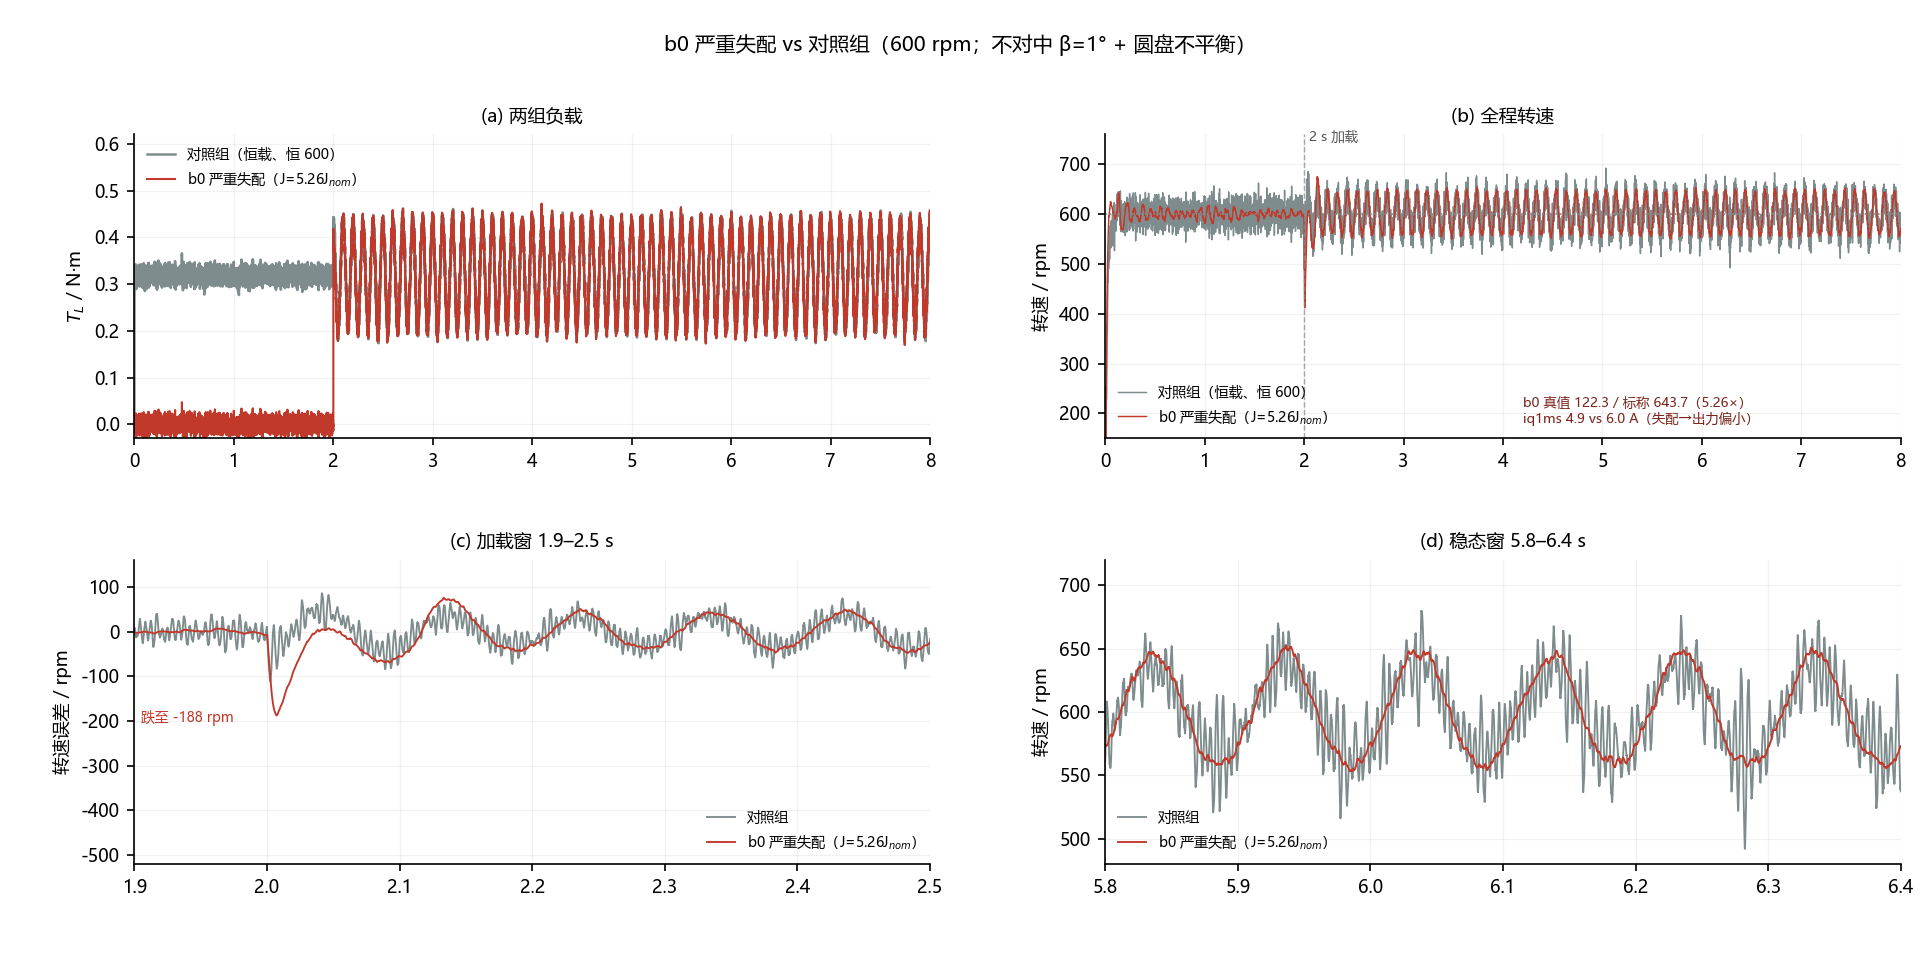 b0 严重失配 vs 对照组（600 rpm；不对中 β=1° + 圆盘不平衡）
(a) 两组负载
0.6
0.5
0.4
0.3
0.2
0.1
0.0
T_L / N·m
对照组（恒载、恒 600）
b0 严重失配（J=5.26J_nom）
0 1 2 3 4 5 6 7 8
(b) 全程转速
2 s 加载
700
600
500
400
300
200
转速 / rpm
对照组（恒载、恒 600）
b0 严重失配（J=5.26J_nom）
b0 真值 122.3 / 标称 643.7（5.26×）
iq1ms 4.9 vs 6.0 A（失配→出力偏小）
0 1 2 3 4 5 6 7 8
(c) 加载窗 1.9–2.5 s
100
0
-100
-200
-300
-400
-500
转速误差 / rpm
跌至 -188 rpm
对照组
b0 严重失配（J=5.26J_nom）
1.9 2.0 2.1 2.2 2.3 2.4 2.5
(d) 稳态窗 5.8–6.4 s
700
650
600
550
500
转速 / rpm
对照组
b0 严重失配（J=5.26J_nom）
5.8 5.9 6.0 6.1 6.2 6.3 6.4